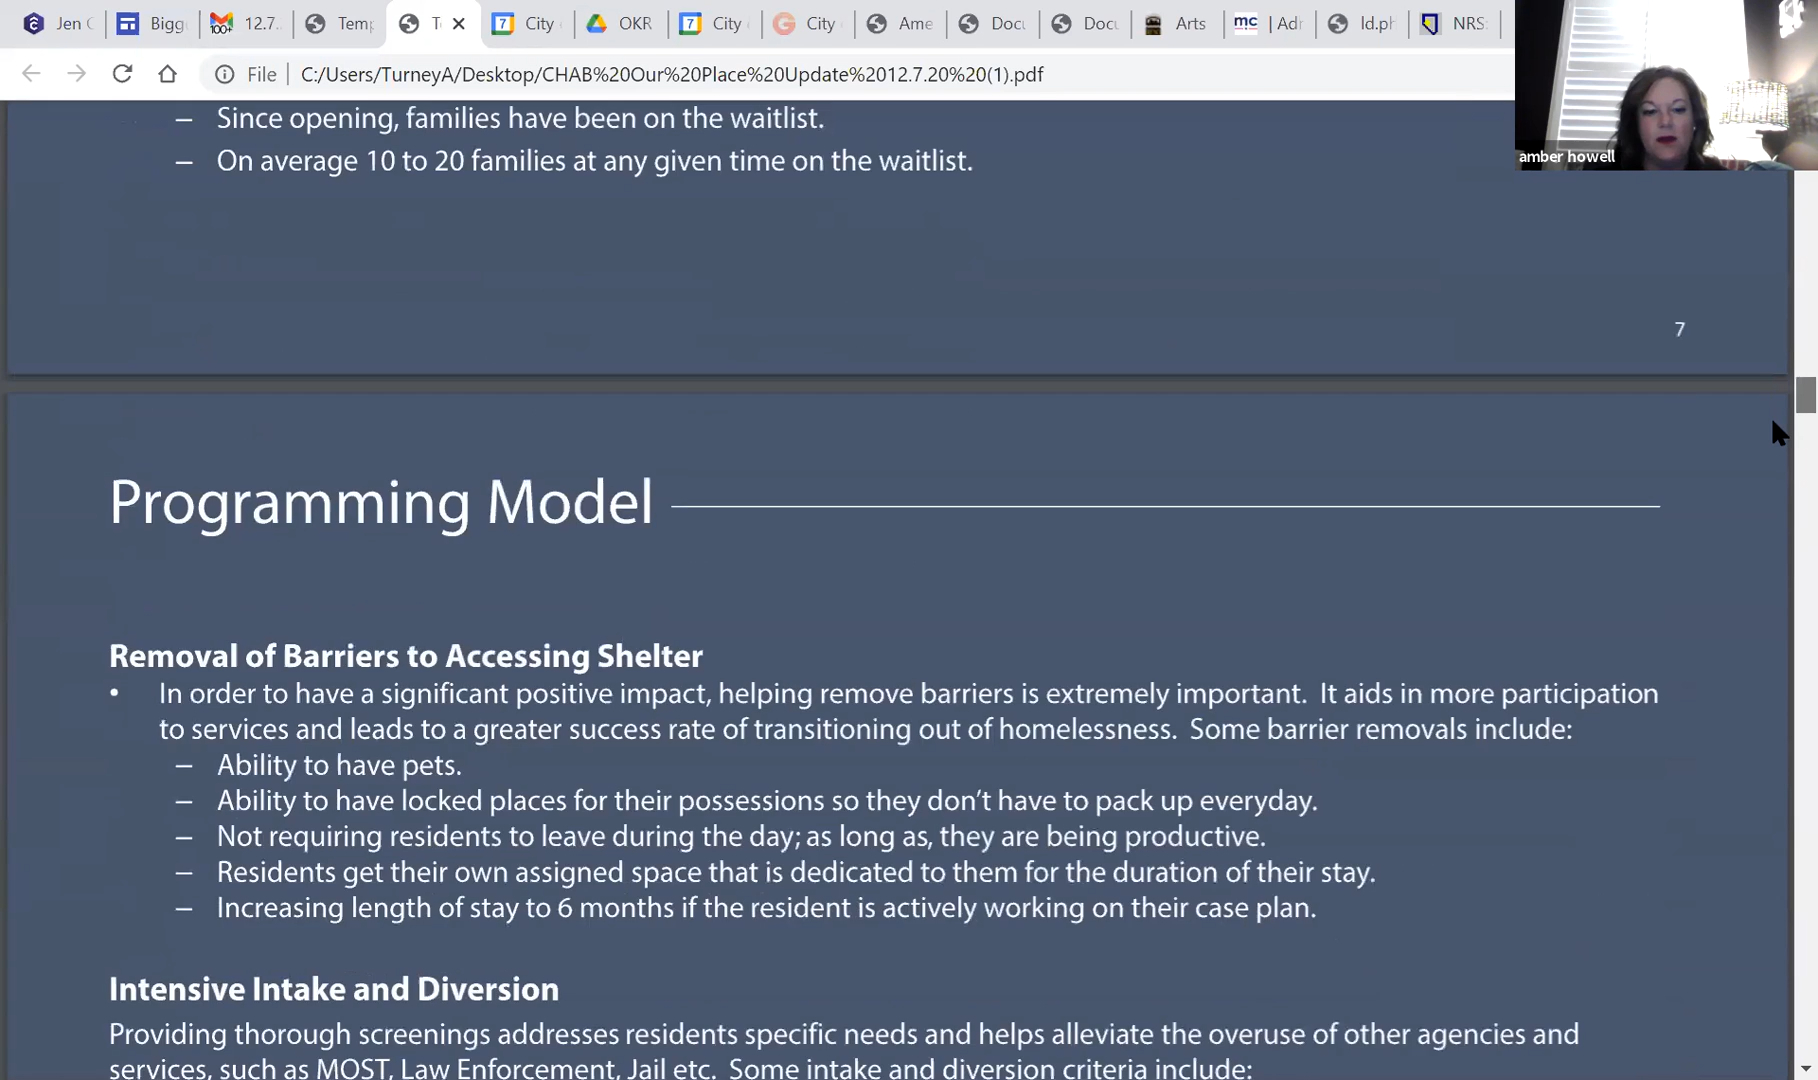 Jen C
Bigg
100+
12.7.
Temp
To
7
City
OKR
7
City
City
Ame
Docu
Docu
Arts
mc
| Adr
ld.ph
NRS:
File
C:/Users/TurneyA/Desktop/CHAB%20Our%20Place%20Update%2012.7.20%20(1).pdf
amber howell
– Since opening, families have been on the waitlist.
– On average 10 to 20 families at any given time on the waitlist.
7
Programming Model
Removal of Barriers to Accessing Shelter
• In order to have a significant positive impact, helping remove barriers is extremely important. It aids in more participation
to services and leads to a greater success rate of transitioning out of homelessness. Some barrier removals include:
– Ability to have pets.
– Ability to have locked places for their possessions so they don’t have to pack up everyday.
– Not requiring residents to leave during the day; as long as, they are being productive.
– Residents get their own assigned space that is dedicated to them for the duration of their stay.
– Increasing length of stay to 6 months if the resident is actively working on their case plan.
Intensive Intake and Diversion
Providing thorough screenings addresses residents specific needs and helps alleviate the overuse of other agencies and
services, such as MOST, Law Enforcement, Jail etc. Some intake and diversion criteria include: